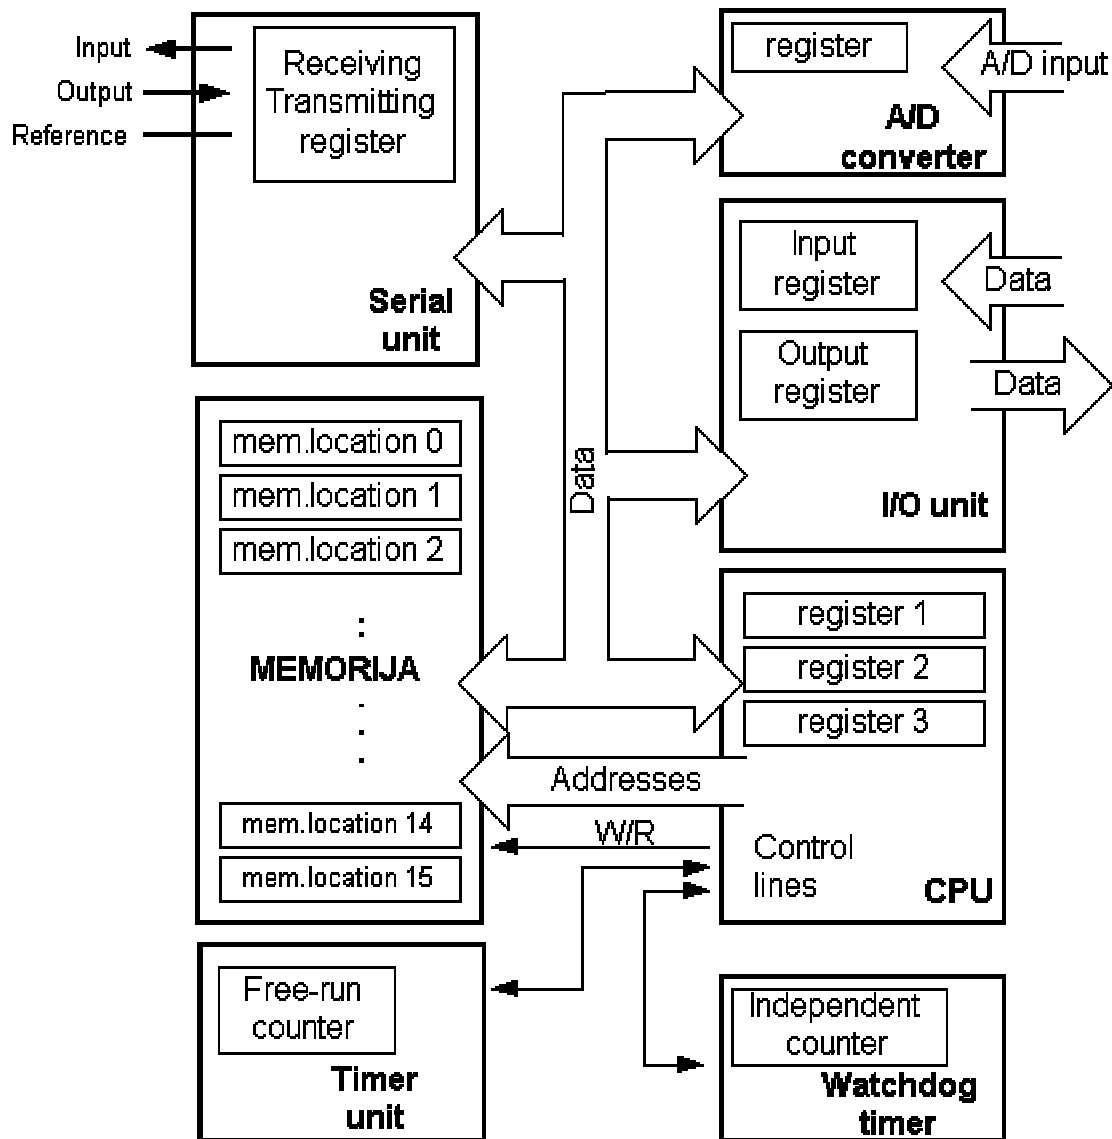 Input
Output
Reference
Receiving
Transmitting
register
Serial
unit
register
A/D input
A/D
converter
Input
register
Data
Output
register
Data
I/O unit
Data
mem.location 0
mem.location 1
mem.location 2
MEMORIJA
mem.location 14
mem.location 15
register 1
register 2
register 3
Addresses
W/R
Control
lines
CPU
Free-run
counter
Timer
unit
Independent
counter
Watchdog
timer